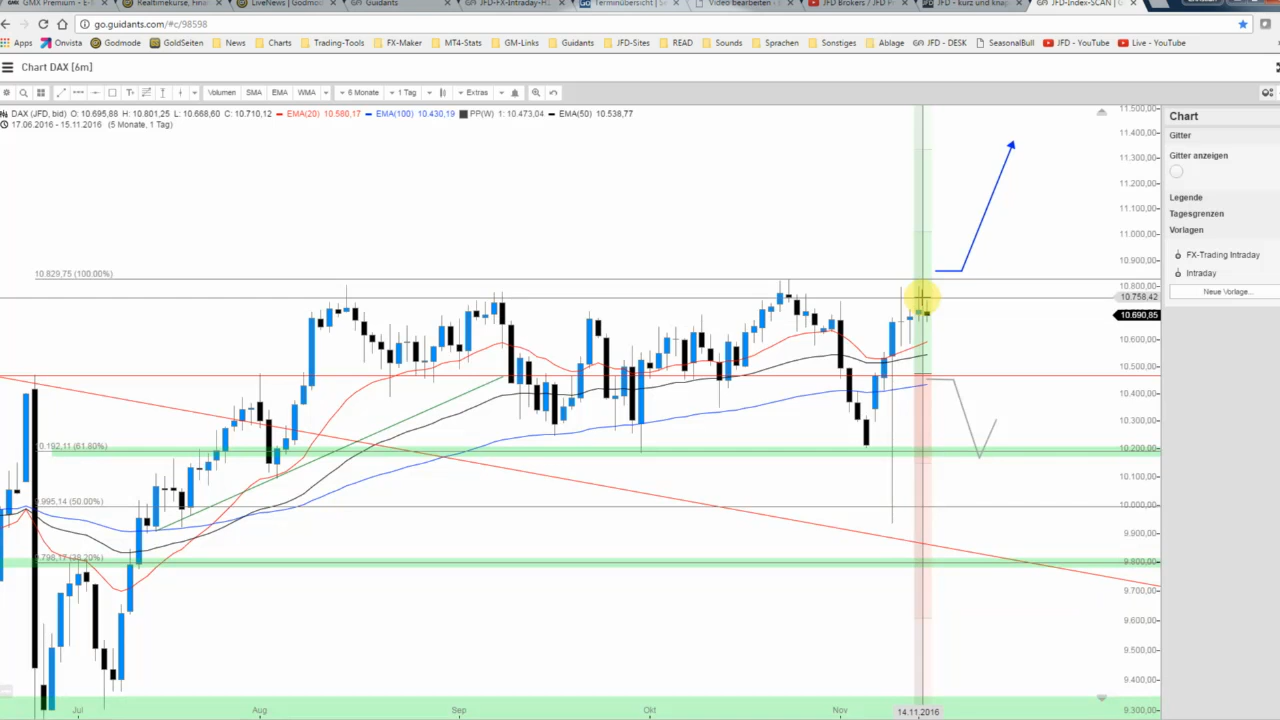 GMX Premium - E-
Realtimekurse, Finan
LiveNews | Godmod
Guidants
JFD-FX-Intraday-H1
Terminübersicht | Se
Video bearbeiten -
JFD Brokers / JFD P
JFD - kurz und knap
JFD-Index-SCAN |
go.guidants.com/#c/98598
Apps Onvista Godmode GoldSeiten News Charts Trading-Tools FX-Maker MT4-Stats GM-Links Guidants JFD-Sites READ Sounds Sprachen Sonstiges Ablage JFD - DESK SeasonalBull JFD - YouTube Live - YouTube
Chart DAX [6m]
Volumen SMA EMA WMA 6 Monate 1 Tag Extras
DAX (JFD, bid) O: 10.695,88 H: 10.801,25 L: 10.668,60 C: 10.710,12 EMA(20) 10.580,17 EMA(100) 10.430,19 PP(W) 1: 10.473,04 EMA(50) 10.538,77
17.06.2016 - 15.11.2016 (5 Monate, 1 Tag)
11.500,00
11.400,00
11.300,00
11.200,00
11.100,00
11.000,00
10.900,00
10.829,75 (100.00%)
10.800,00
10.758,42
10.690,85
10.600,00
10.500,00
10.400,00
10.300,00
10.192,11 (61.80%)
10.200,00
10.100,00
.995,14 (50.00%)
10.000,00
9.900,00
9.796,17 (38.20%)
9.800,00
9.700,00
9.600,00
9.500,00
9.400,00
9.300,00
Jul Aug Sep Okt Nov 14.11.2016
Chart
Gitter
Gitter anzeigen
Legende
Tagesgrenzen
Vorlagen
FX-Trading Intraday
Intraday
Neue Vorlage...